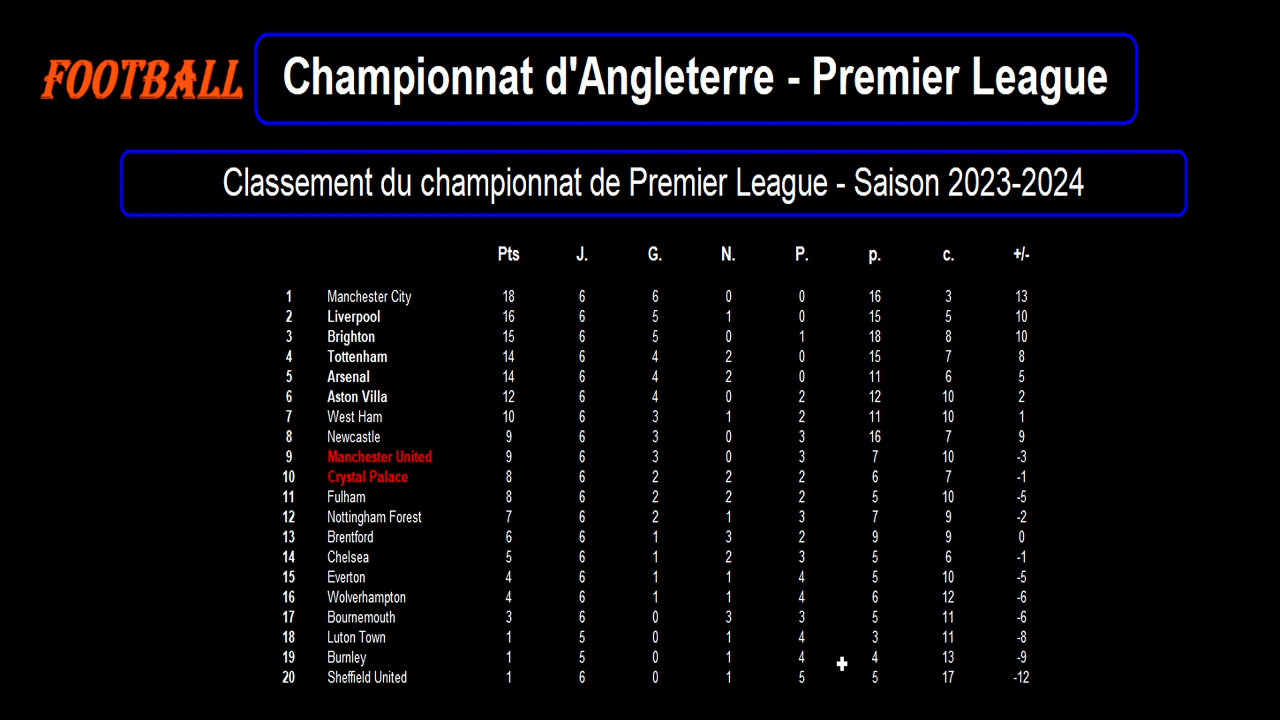 FOOTBALL Championnat d'Angleterre - Premier League
Classement du championnat de Premier League - Saison 2023-2024
Pts J. G. N. P. p. c. +/-
1 Manchester City 18 6 6 0 0 16 3 13
2 Liverpool 16 6 5 1 0 15 5 10
3 Brighton 15 6 5 0 1 18 8 10
4 Tottenham 14 6 4 2 0 15 7 8
5 Arsenal 14 6 4 2 0 11 6 5
6 Aston Villa 12 6 4 0 2 12 10 2
7 West Ham 10 6 3 1 2 11 10 1
8 Newcastle 9 6 3 0 3 16 7 9
9 Manchester United 9 6 3 0 3 7 10 -3
10 Crystal Palace 8 6 2 2 2 6 7 -1
11 Fulham 8 6 2 2 2 5 10 -5
12 Nottingham Forest 7 6 2 1 3 7 9 -2
13 Brentford 6 6 1 3 2 9 9 0
14 Chelsea 5 6 1 2 3 5 6 -1
15 Everton 4 6 1 1 4 5 10 -5
16 Wolverhampton 4 6 1 1 4 6 12 -6
17 Bournemouth 3 6 0 3 3 5 11 -6
18 Luton Town 1 5 0 1 4 3 11 -8
19 Burnley 1 5 0 1 4 4 13 -9
20 Sheffield United 1 6 0 1 5 5 17 -12